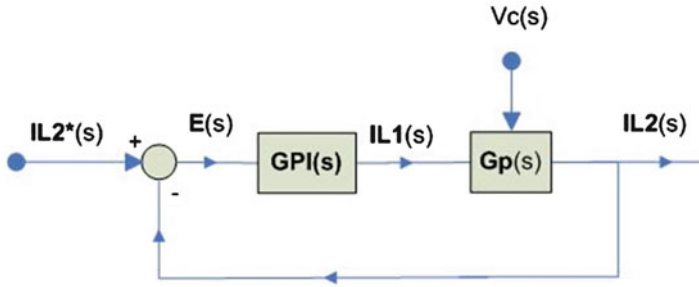 Vc(s)
IL2*(s)
+
E(s)
GPI(s)
IL1(s)
Gp(s)
IL2(s)
-